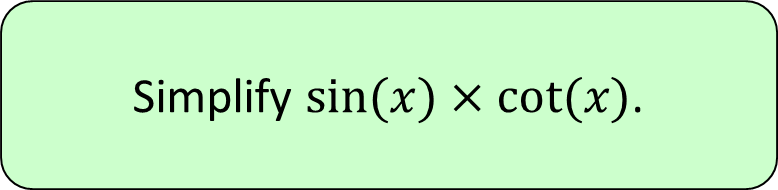 Simplify sin(x) × cot(x).